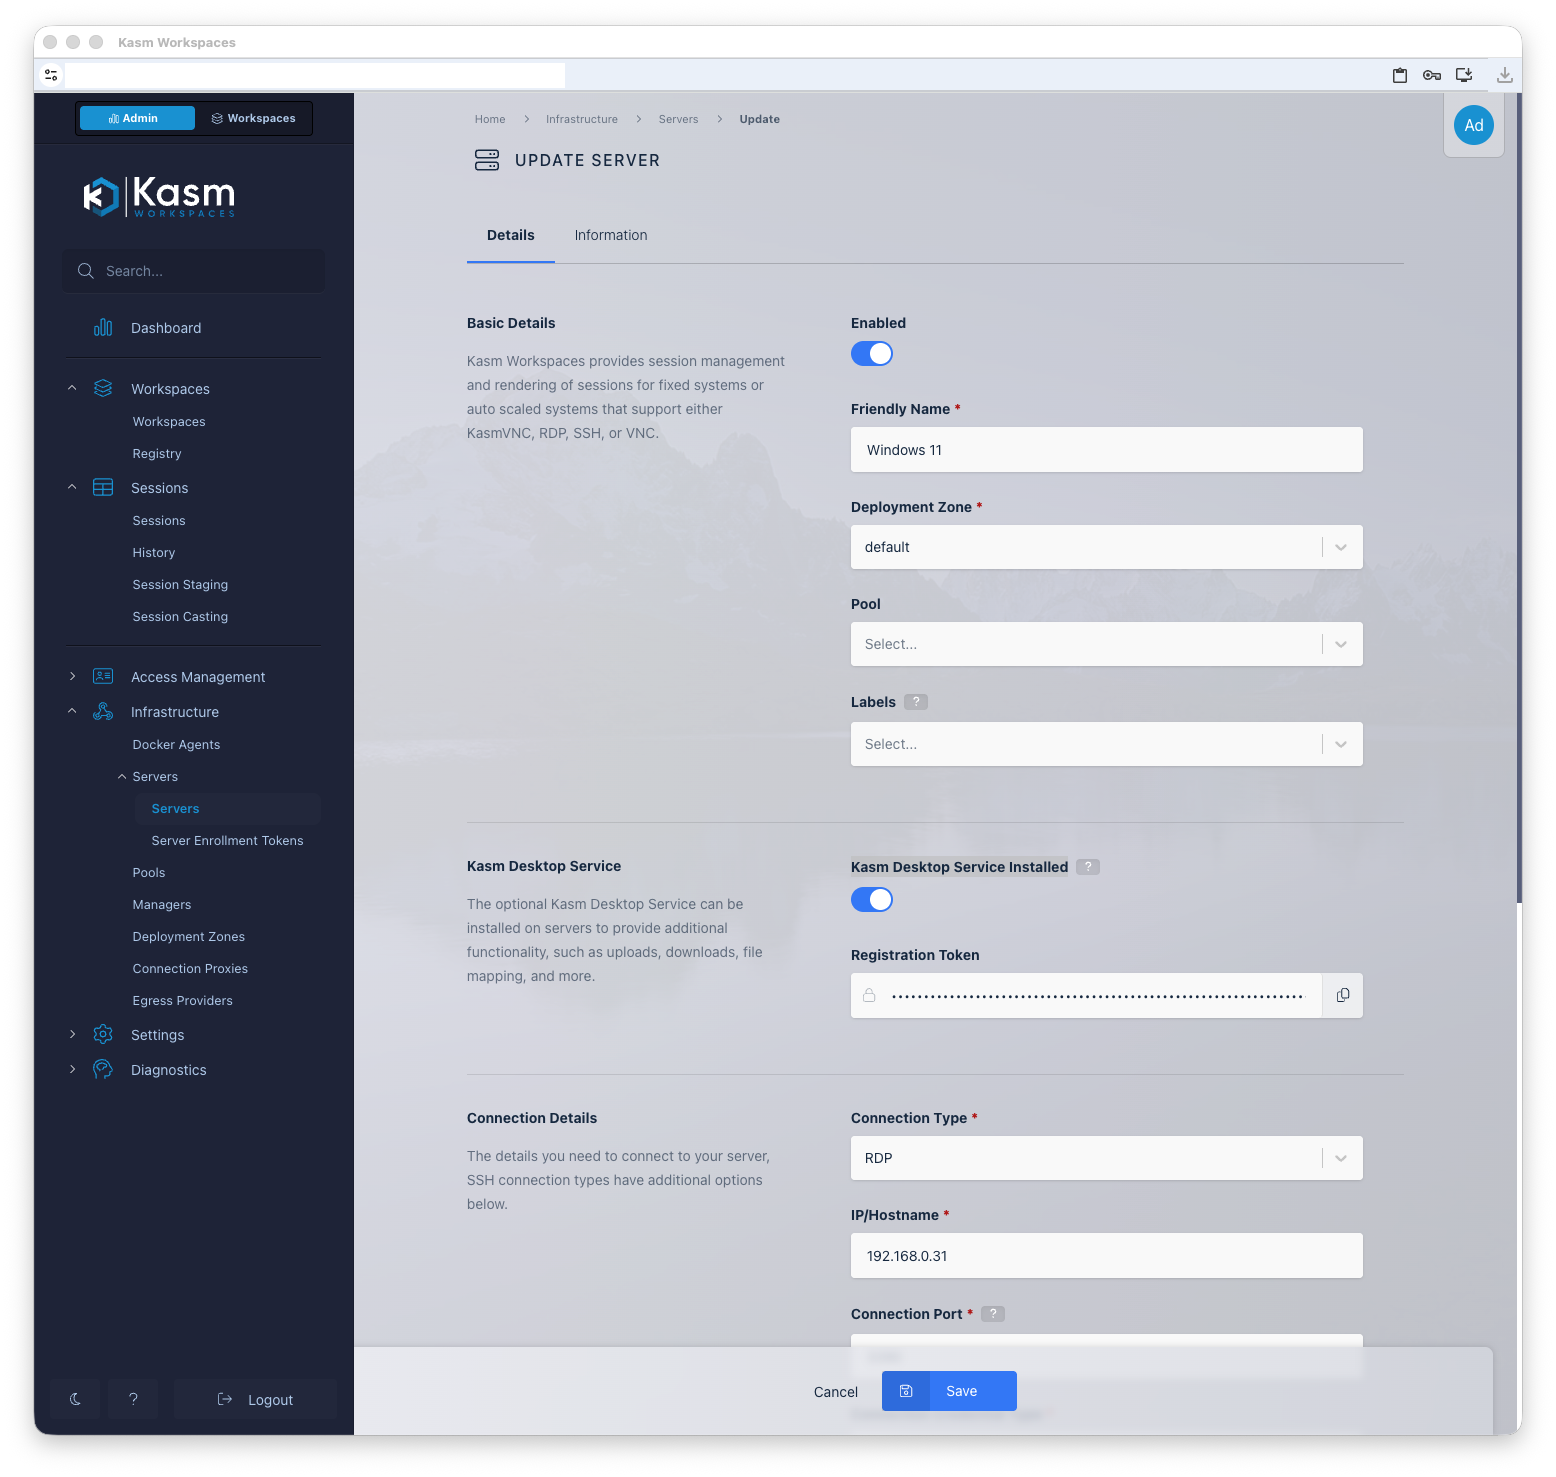 Kasm Workspaces
Admin
Workspaces
Kasm
WORKSPACES
Search...
Dashboard
Workspaces
Workspaces
Registry
Sessions
Sessions
History
Session Staging
Session Casting
Access Management
Infrastructure
Docker Agents
Servers
Servers
Server Enrollment Tokens
Pools
Managers
Deployment Zones
Connection Proxies
Egress Providers
Settings
Diagnostics
?
Logout
Home > Infrastructure > Servers > Update
Ad
UPDATE SERVER
Details
Information
Basic Details
Kasm Workspaces provides session management
and rendering of sessions for fixed systems or
auto scaled systems that support either
KasmVNC, RDP, SSH, or VNC.
Enabled
Friendly Name *
Windows 11
Deployment Zone *
default
Pool
Select...
Labels ?
Select...
Kasm Desktop Service
The optional Kasm Desktop Service can be
installed on servers to provide additional
functionality, such as uploads, downloads, file
mapping, and more.
Kasm Desktop Service Installed ?
Registration Token
Connection Details
The details you need to connect to your server,
SSH connection types have additional options
below.
Connection Type *
RDP
IP/Hostname *
192.168.0.31
Connection Port * ?
Cancel
Save